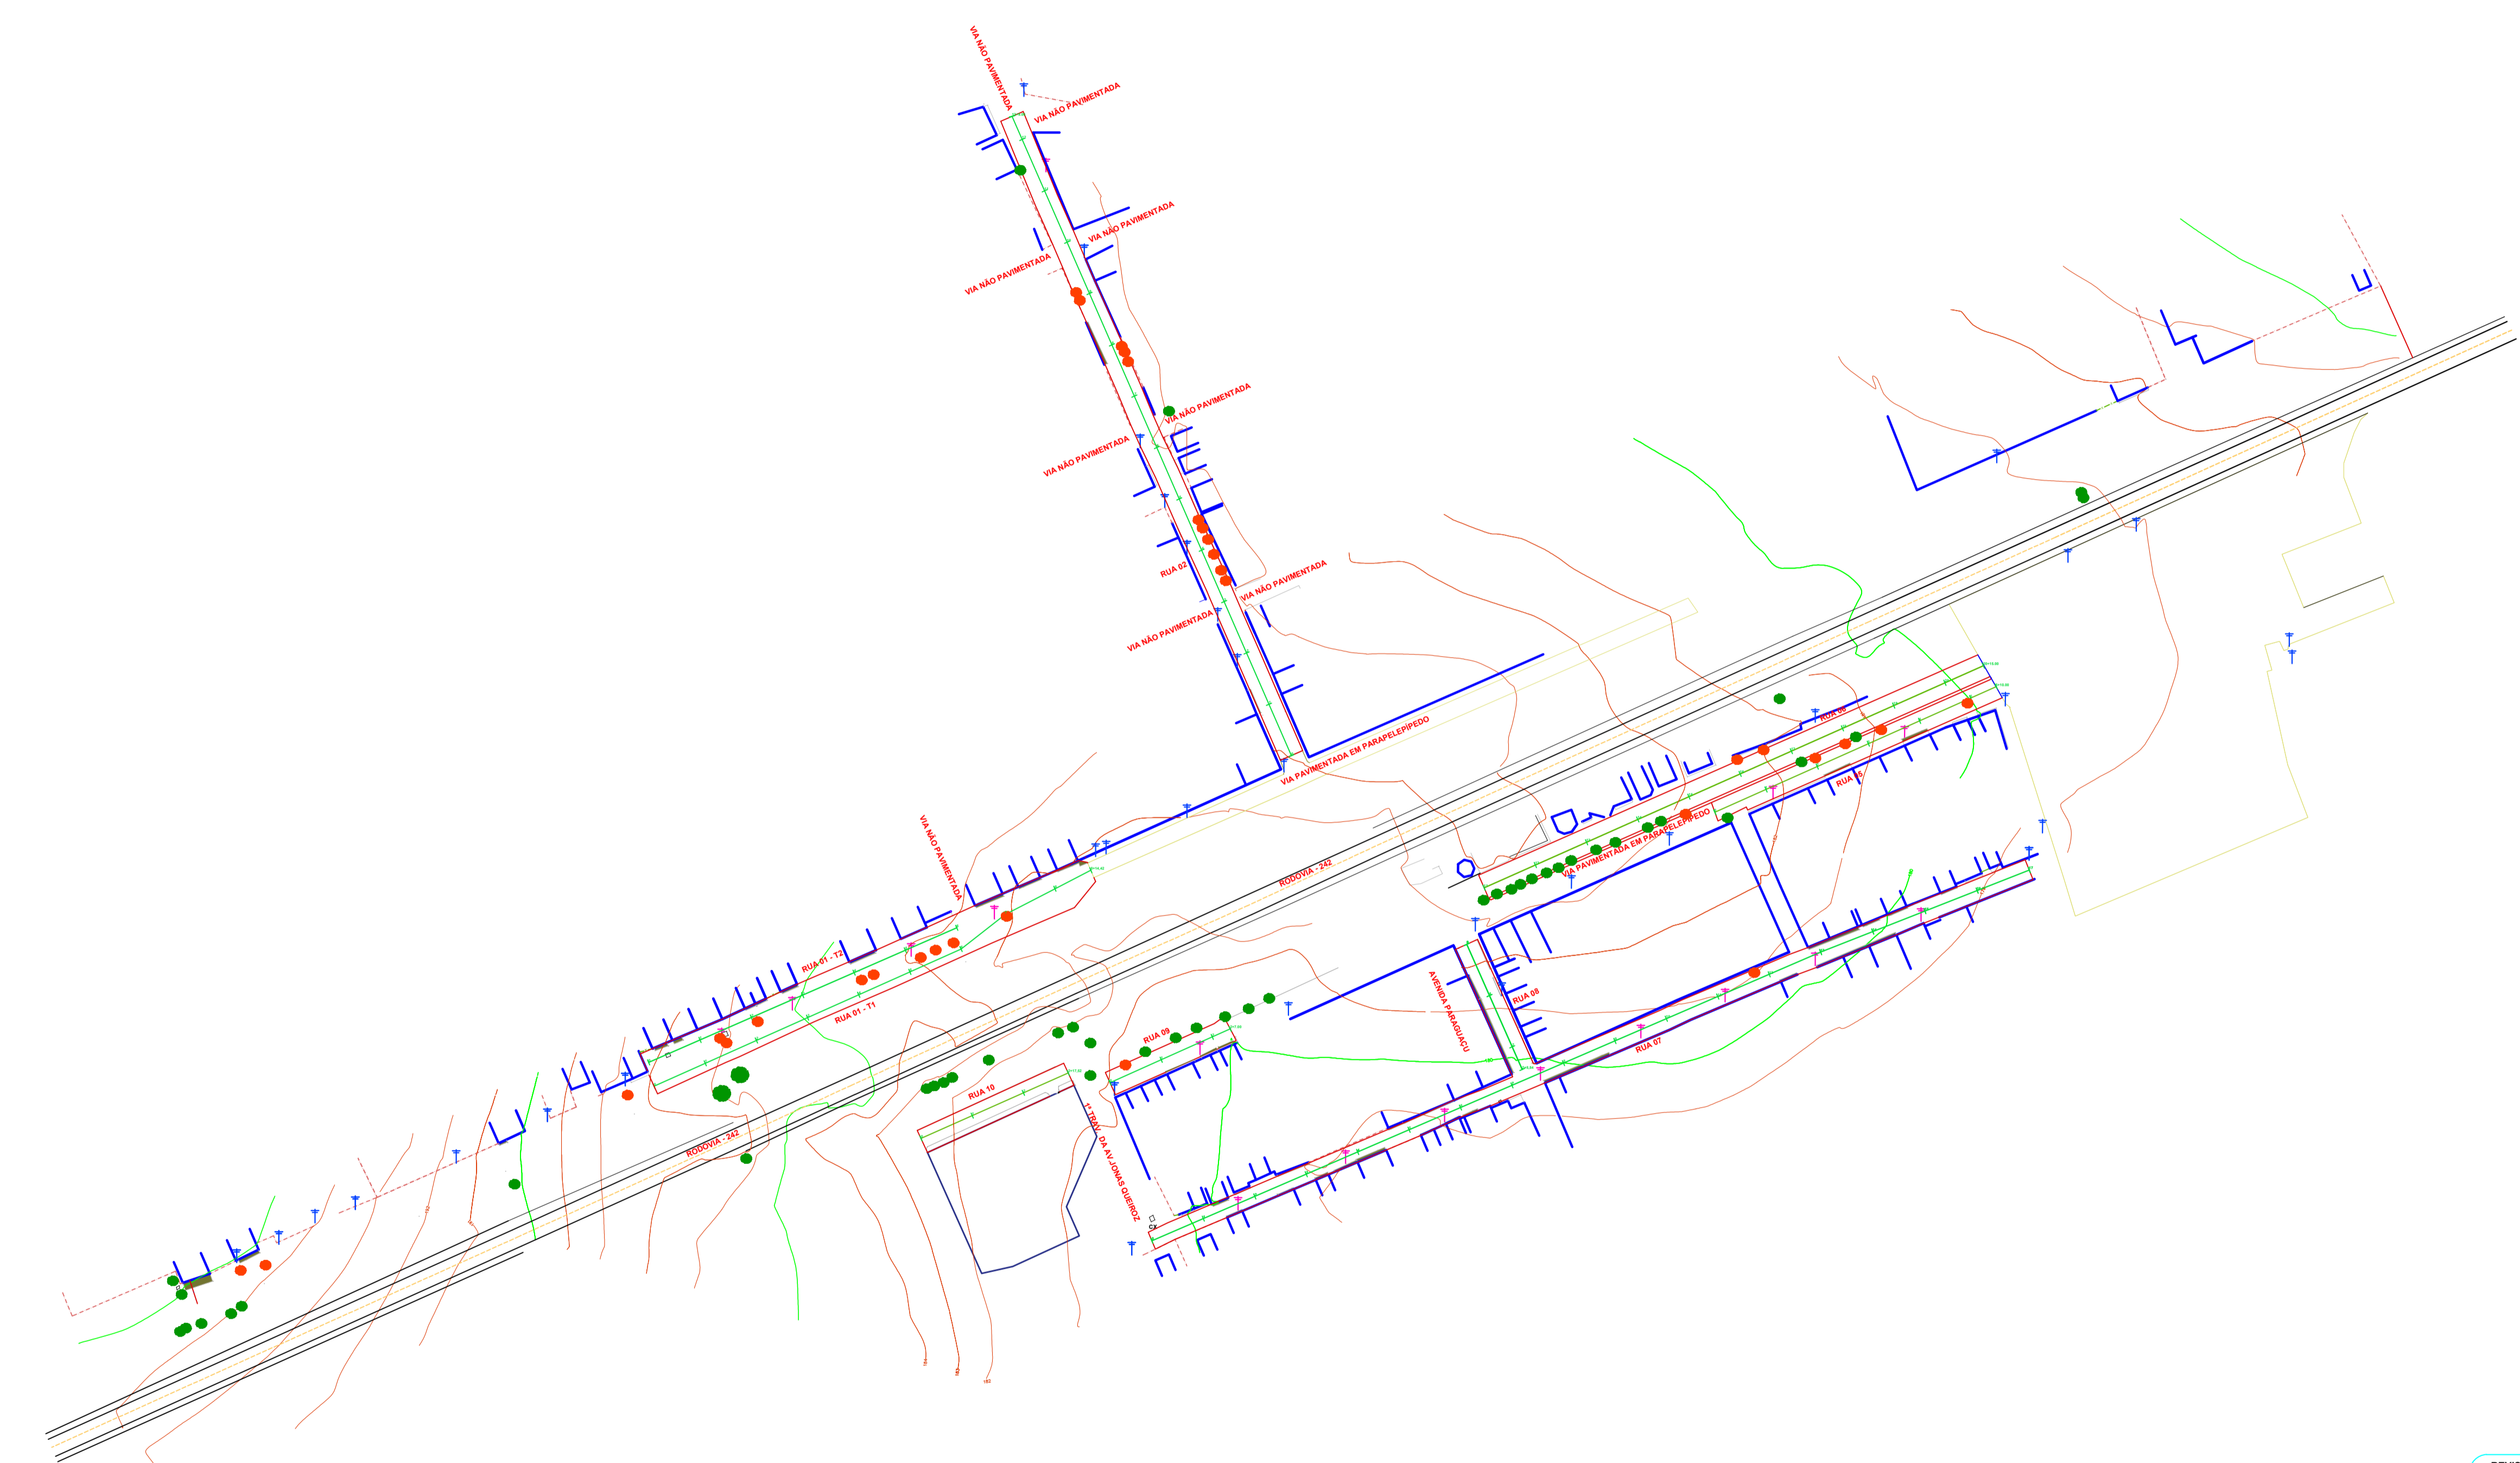 VIA NÃO PAVIMENTADA
VIA NÃO PAVIMENTADA
VIA NÃO PAVIMENTADA
VIA NÃO PAVIMENTADA
VIA NÃO PAVIMENTADA
VIA NÃO PAVIMENTADA
RUA 02
VIA NÃO PAVIMENTADA
VIA NÃO PAVIMENTADA
VIA PAVIMENTADA EM PARAPELEPÍPEDO
RUA 06
RUA 05
VIA PAVIMENTADA EM PARAPELEPÍPEDO
VIA NÃO PAVIMENTADA
RODOVIA - 242
RUA 01 - T2
RUA 01 - T1
AVENIDA PARAGUAÇU
RUA 08
RUA 09
RUA 07
RUA 10
1ª TRAV. DA AV.JONAS QUEIROZ
RODOVIA - 242
CX